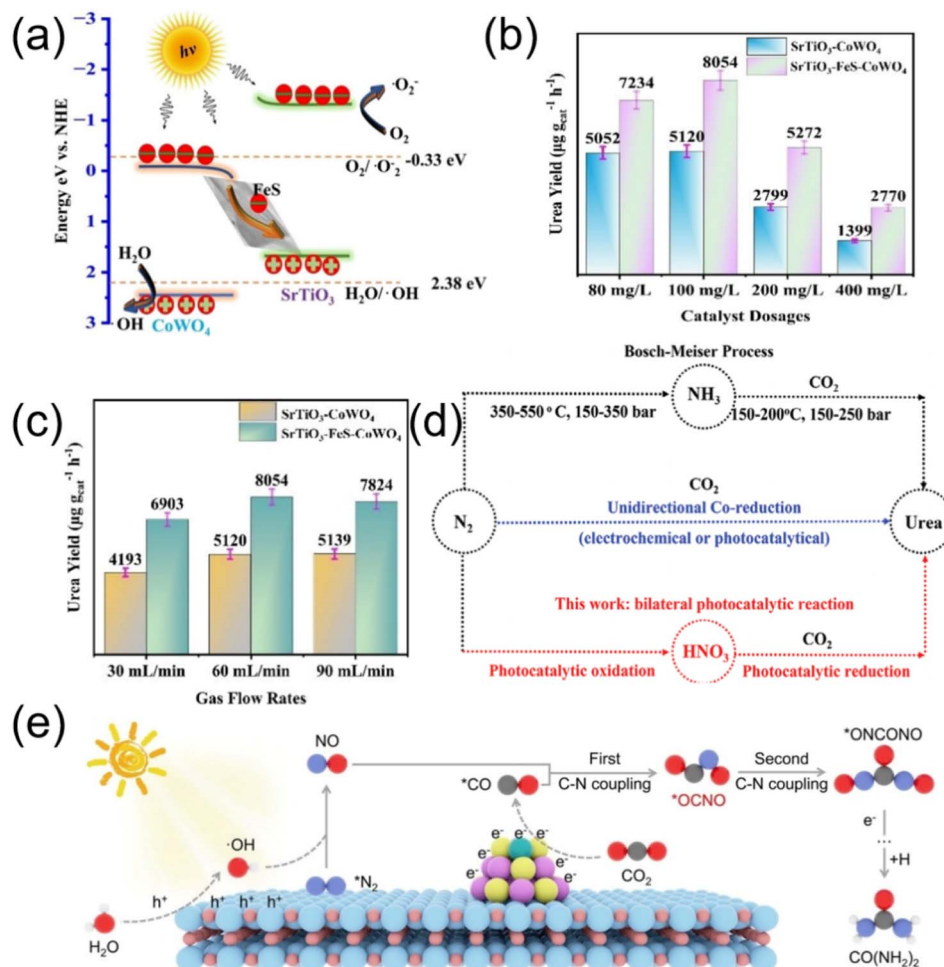 (a)
−3
−2
−1
0
1
2
3
Energy eV vs. NHE
hν
·O₂⁻
O₂
-0.33 eV
O₂/ ·O⁻₂
FeS
H₂O
2.38 eV
SrTiO₃
H₂O/ ·OH
·OH
CoWO₄
(b)
SrTiO₃-CoWO₄
SrTiO₃-FeS-CoWO₄
Urea Yield (μg g꜀ₐₜ⁻¹ h⁻¹)
5052
7234
5120
8054
2799
5272
1399
2770
80 mg/L
100 mg/L
200 mg/L
400 mg/L
Catalyst Dosages
(c)
SrTiO₃-CoWO₄
SrTiO₃-FeS-CoWO₄
Urea Yield (μg g꜀ₐₜ⁻¹ h⁻¹)
4193
6903
5120
8054
5139
7824
30 mL/min
60 mL/min
90 mL/min
Gas Flow Rates
(d)
Bosch-Meiser Process
NH₃
CO₂
350-550 ° C, 150-350 bar
150-200°C, 150-250 bar
N₂
CO₂
Unidirectional Co-reduction
(electrochemical or photocatalytical)
Urea
This work: bilateral photocatalytic reaction
HNO₃
CO₂
Photocatalytic oxidation
Photocatalytic reduction
(e)
NO
*CO
First
C-N coupling
*OCNO
Second
C-N coupling
*ONCONO
·OH
*N₂
h⁺
h⁺
h⁺
h⁺
H₂O
e⁻
e⁻
e⁻
e⁻
e⁻
e⁻
e⁻
CO₂
e⁻
...
+H
CO(NH₂)₂